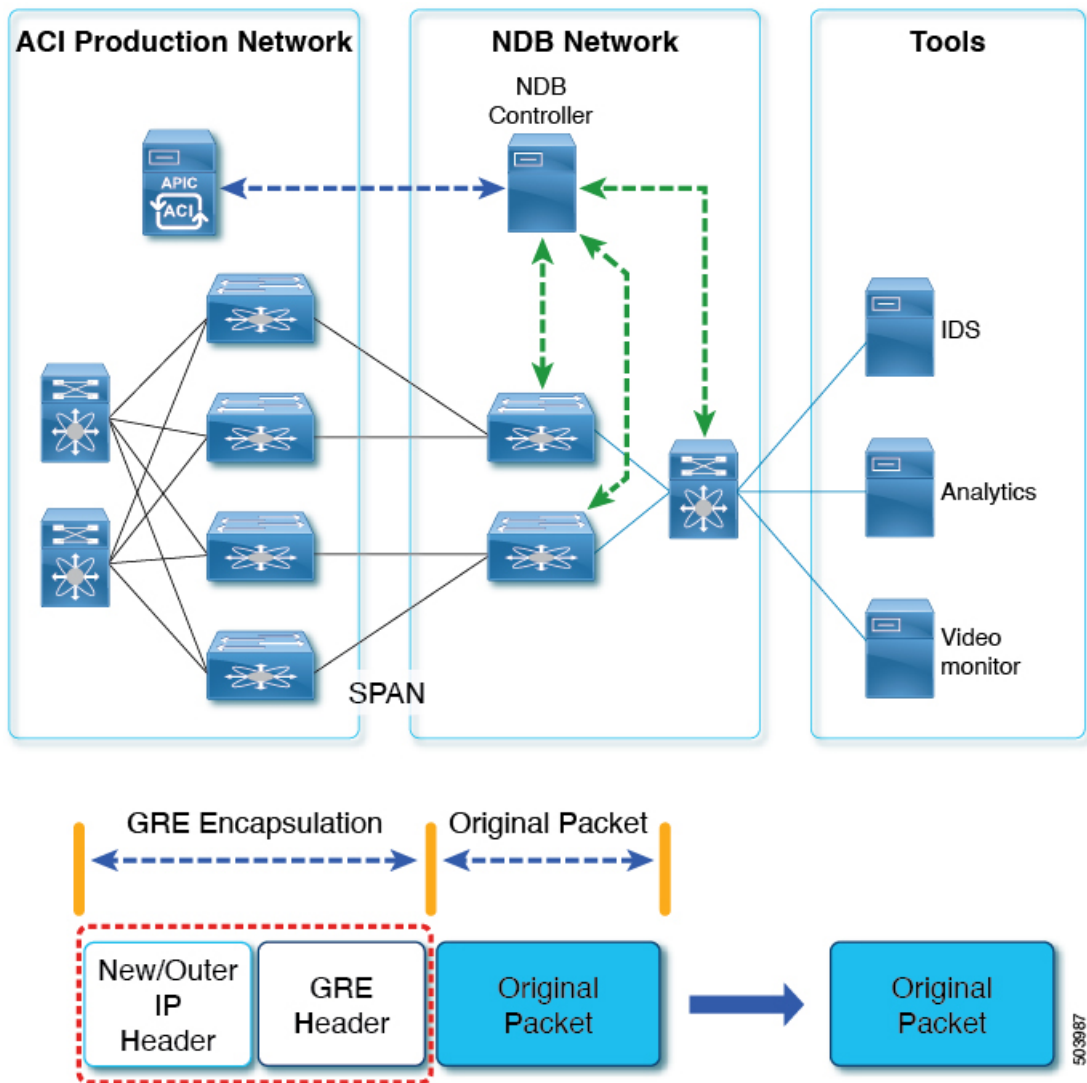 ACI Production Network
NDB Network
Tools
NDB
Controller
APIC
ACI
IDS
Analytics
Video
monitor
SPAN
GRE Encapsulation
Original Packet
New/Outer
IP
Header
GRE
Header
Original
Packet
Original
Packet
503987